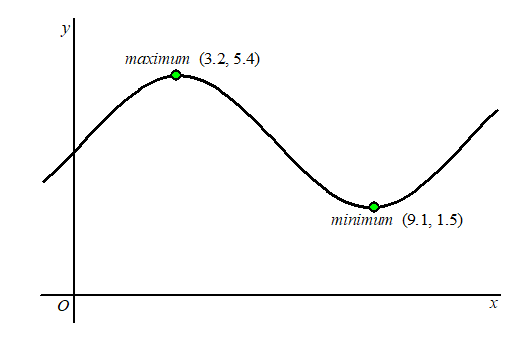 y
maximum (3.2, 5.4)
minimum (9.1, 1.5)
O
x